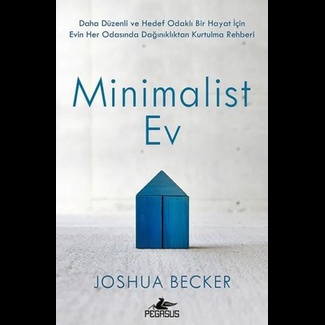 Daha Düzenli ve Hedef Odaklı Bir Hayat İçin
Evin Her Odasında Dağınıklıktan Kurtulma Rehberi
Minimalist
Ev
JOSHUA BECKER
PEGASUS